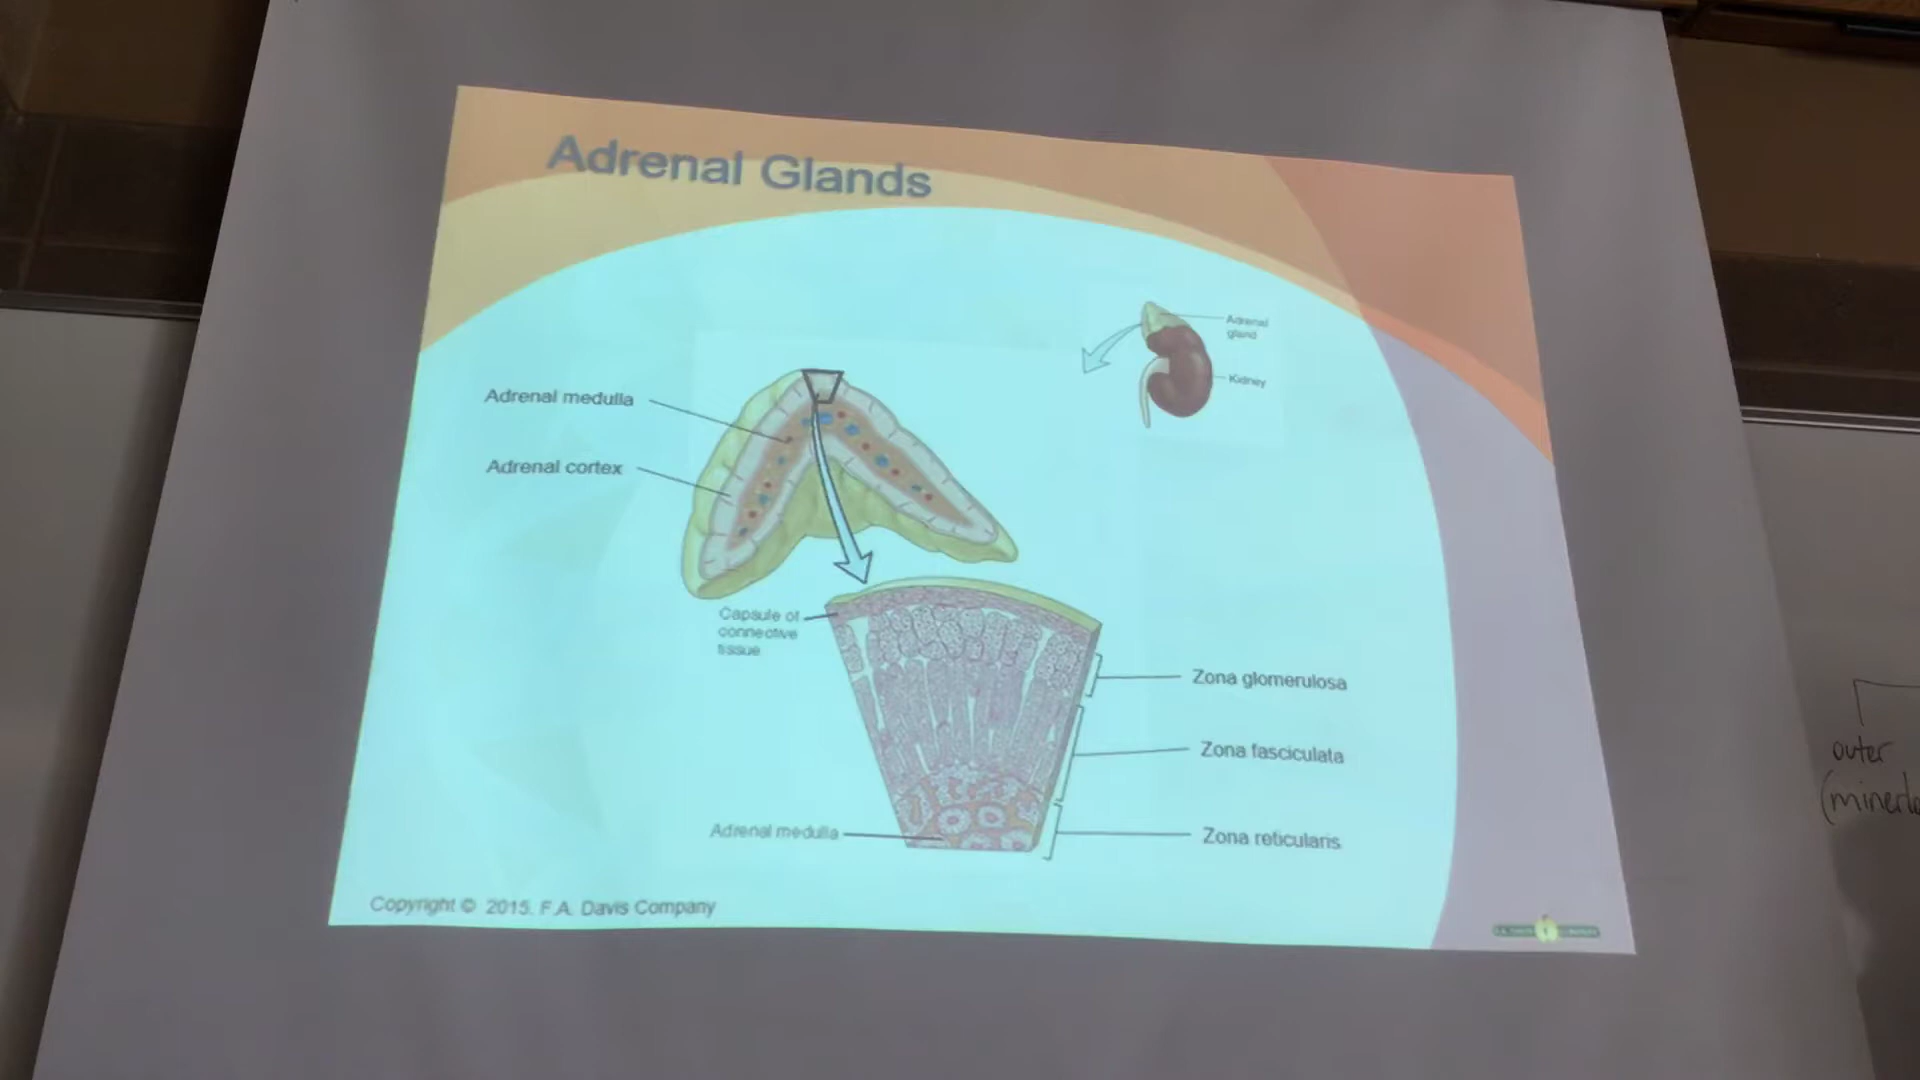 Adrenal Glands
Adrenal
gland
Kidney
Adrenal medulla
Adrenal cortex
Capsule of
connective
tissue
Zona glomerulosa
Zona fasciculata
Zona reticularis
Adrenal medulla
Copyright © 2015. F.A. Davis Company
outer